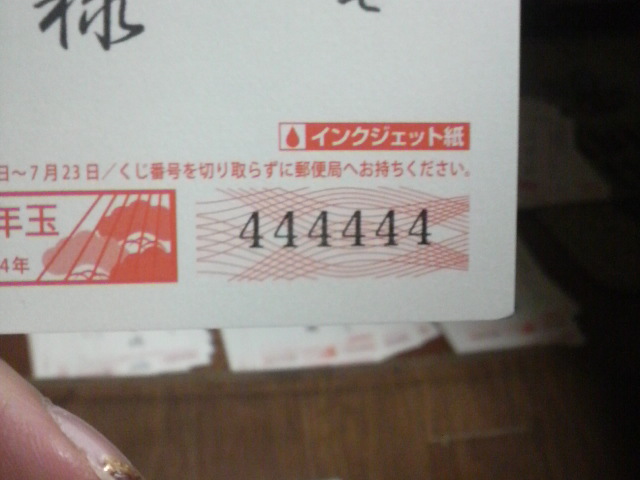 様
インクジェット紙
日～7月23日／くじ番号を切り取らずに郵便局へお持ちください。
年玉
4年
444444